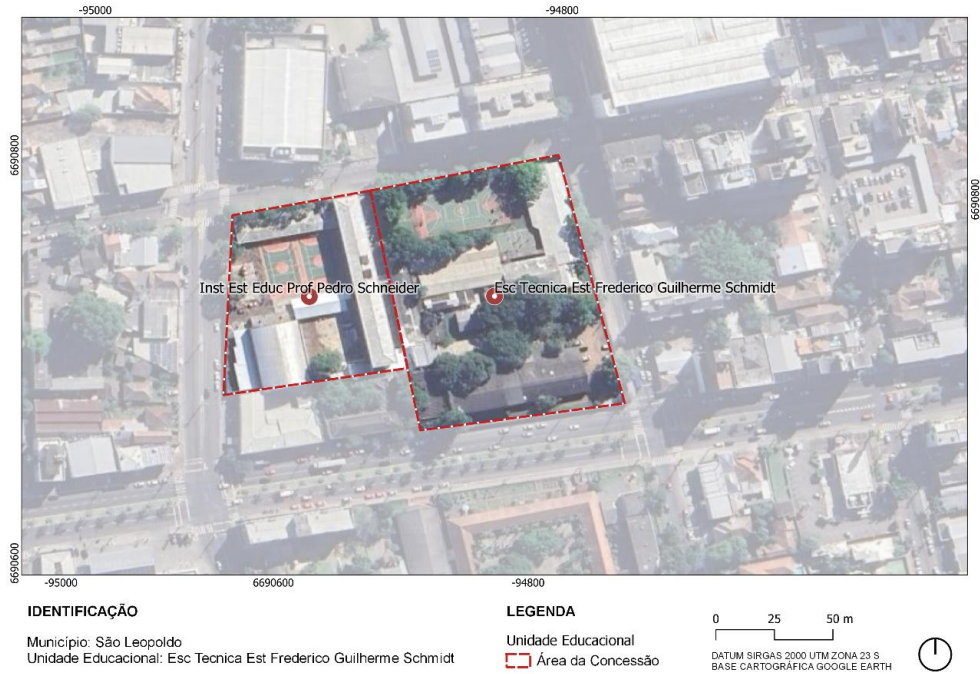 -95000 -94800
6690800
6690800
Inst Est Educ Prof Pedro Schneider Esc Tecnica Est Frederico Guilherme Schmidt
6690600
-95000 6690600 -94800
IDENTIFICAÇÃO
Município: São Leopoldo
Unidade Educacional: Esc Tecnica Est Frederico Guilherme Schmidt
LEGENDA
Unidade Educacional
Área da Concessão
0 25 50 m
DATUM SIRGAS 2000 UTM ZONA 23 S
BASE CARTOGRÁFICA GOOGLE EARTH